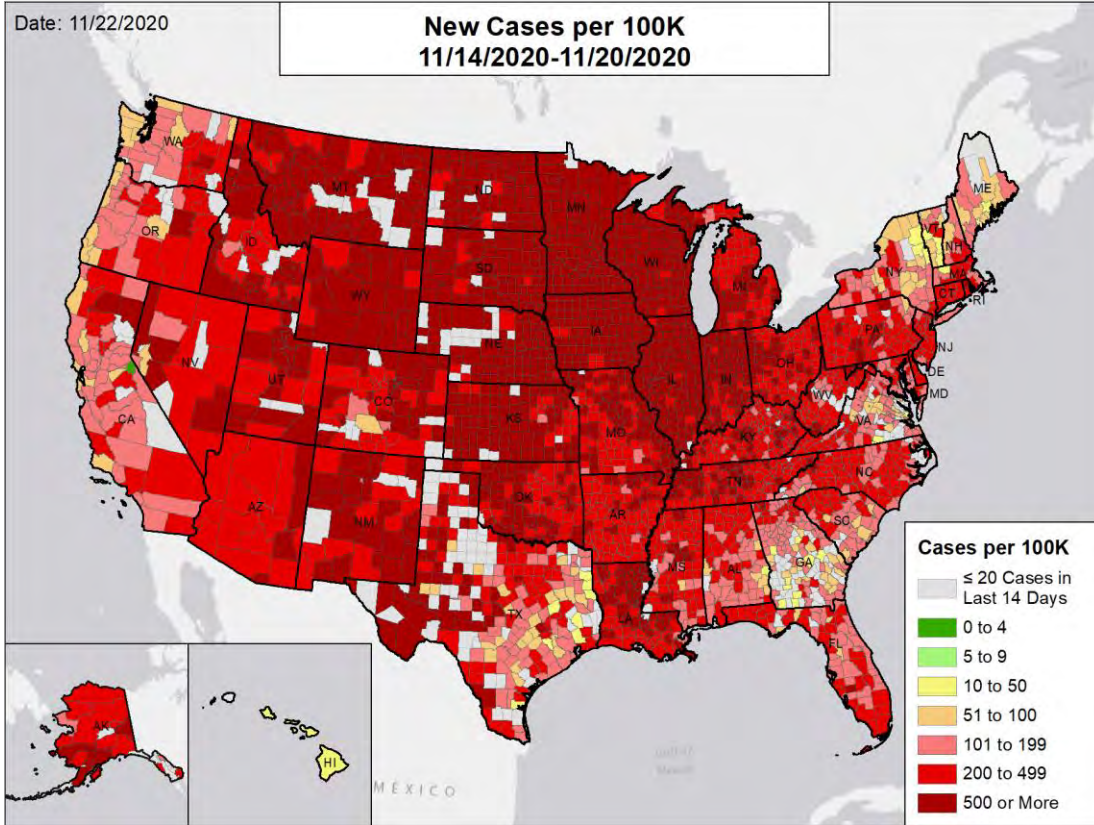 Date: 11/22/2020
New Cases per 100K
11/14/2020-11/20/2020
WA
MT
ND
MN
ME
OR
ID
SD
WI
MI
VT
NH
NY
MA
CT
RI
WY
IA
PA
NJ
NE
NV
UT
CO
IL
IN
OH
DE
MD
WV
VA
CA
KS
MO
KY
AZ
NM
OK
AR
TN
NC
SC
MS
AL
GA
TX
LA
FL
AK
HI
MÉXICO
Gulf of
Mexico
Cases per 100K
≤ 20 Cases in
Last 14 Days
0 to 4
5 to 9
10 to 50
51 to 100
101 to 199
200 to 499
500 or More